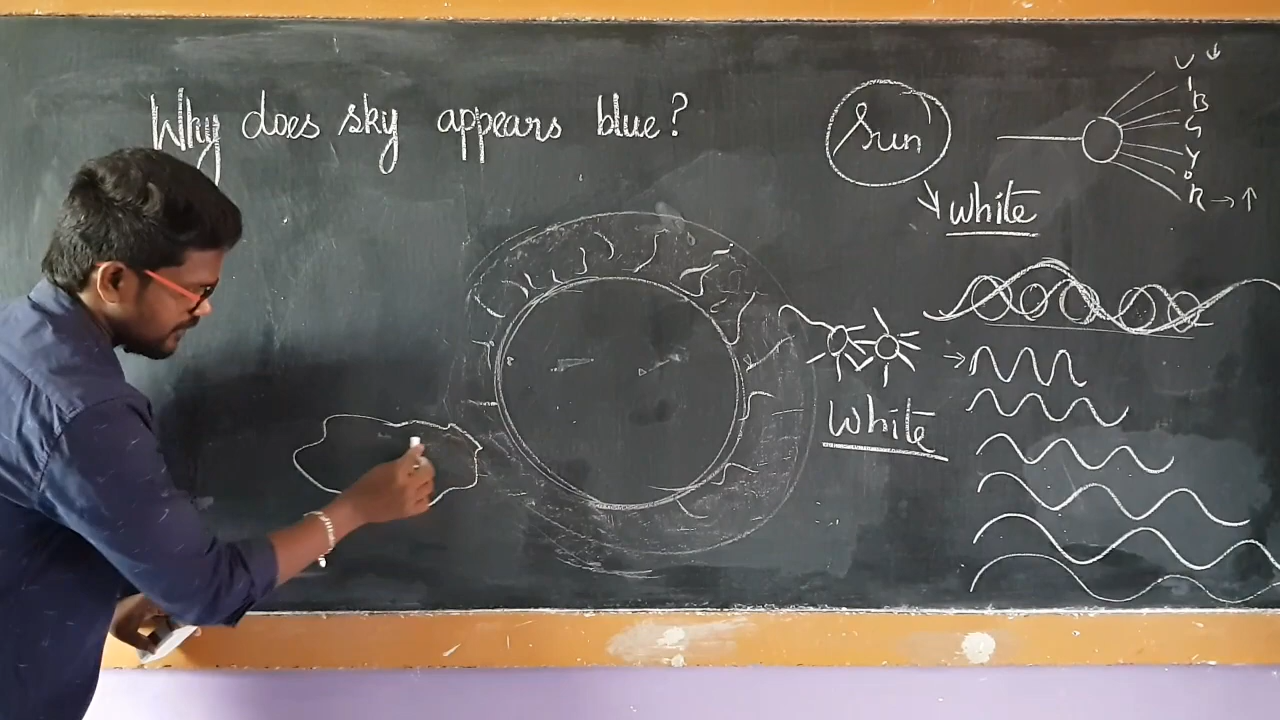 Why does sky appears blue?
Sun
white
V ↓
I
B
G
Y
O
R → ↑
White